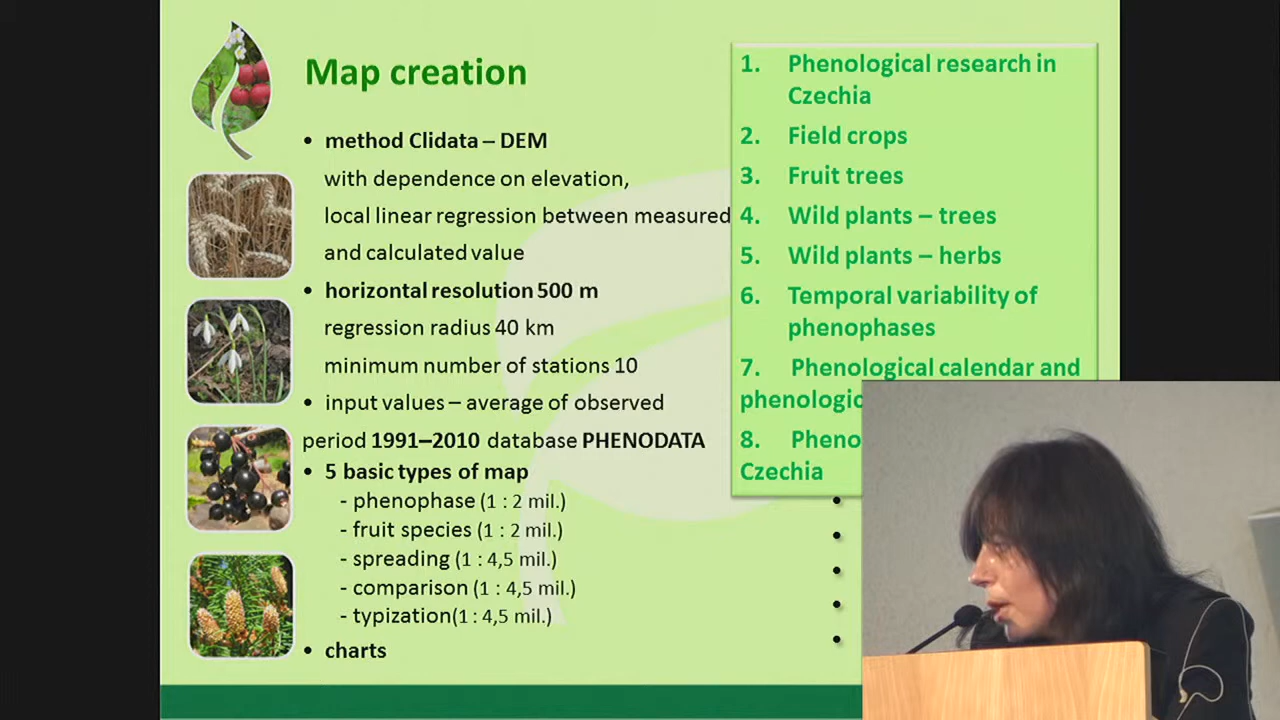 Map creation
• method Clidata – DEM
with dependence on elevation,
local linear regression between measured
and calculated value
• horizontal resolution 500 m
regression radius 40 km
minimum number of stations 10
• input values – average of observed
period 1991–2010 database PHENODATA
• 5 basic types of map
- phenophase (1 : 2 mil.)
- fruit species (1 : 2 mil.)
- spreading (1 : 4,5 mil.)
- comparison (1 : 4,5 mil.)
- typization(1 : 4,5 mil.)
• charts
1. Phenological research in
Czechia
2. Field crops
3. Fruit trees
4. Wild plants – trees
5. Wild plants – herbs
6. Temporal variability of
phenophases
7. Phenological calendar and
phenologic
8. Pheno
Czechia